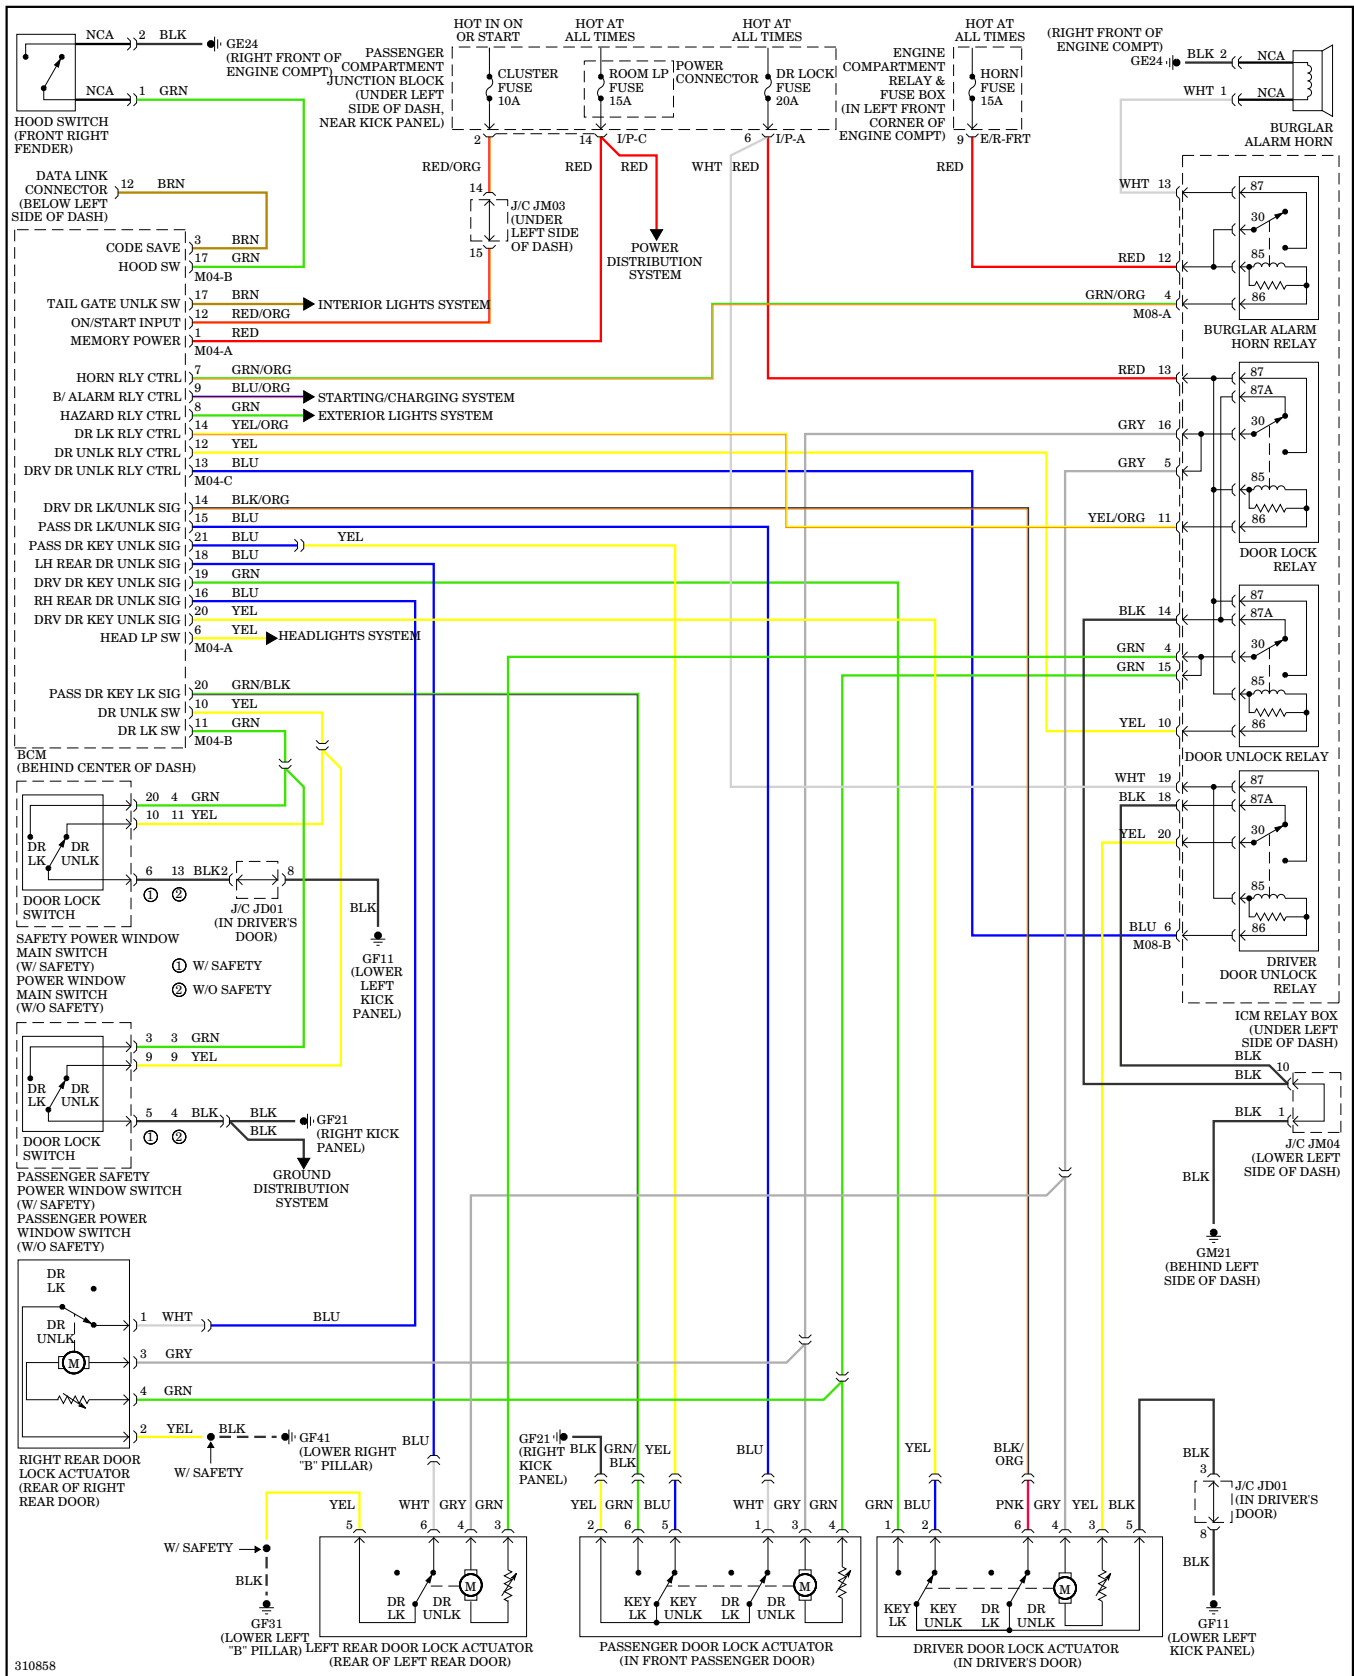 HOT IN ON
OR START
HOT AT
ALL TIMES
HOT AT
ALL TIMES
HOT AT
ALL TIMES
NCA 2 BLK
GE24
(RIGHT FRONT OF
ENGINE COMPT)
NCA 1 GRN
HOOD SWITCH
(FRONT RIGHT
FENDER)
PASSENGER
COMPARTMENT
JUNCTION BLOCK
(UNDER LEFT
SIDE OF DASH,
NEAR KICK PANEL)
CLUSTER
FUSE
10A
ROOM LP
FUSE
15A
POWER
CONNECTOR
DR LOCK
FUSE
20A
ENGINE
COMPARTMENT
RELAY &
FUSE BOX
(IN LEFT FRONT
CORNER OF
ENGINE COMPT)
HORN
FUSE
15A
2
14
I/P-C
6
I/P-A
9
E/R-FRT
RED/ORG
RED
RED
WHT
RED
RED
(RIGHT FRONT OF
ENGINE COMPT)
GE24
BLK 2
NCA
WHT 1
NCA
BURGLAR
ALARM HORN
DATA LINK
CONNECTOR
(BELOW LEFT
SIDE OF DASH)
12 BRN
14
J/C JM03
(UNDER
LEFT SIDE
OF DASH)
15
POWER
DISTRIBUTION
SYSTEM
CODE SAVE 3 BRN
HOOD SW 17 GRN
M04-B
TAIL GATE UNLK SW 17 BRN
INTERIOR LIGHTS SYSTEM
ON/START INPUT 12 RED/ORG
MEMORY POWER 1 RED
M04-A
HORN RLY CTRL 7 GRN/ORG
B/ ALARM RLY CTRL 9 BLU/ORG
STARTING/CHARGING SYSTEM
HAZARD RLY CTRL 8 GRN
EXTERIOR LIGHTS SYSTEM
DR LK RLY CTRL 14 YEL/ORG
DR UNLK RLY CTRL 12 YEL
DRV DR UNLK RLY CTRL 13 BLU
M04-C
DRV DR LK/UNLK SIG 14 BLK/ORG
PASS DR LK/UNLK SIG 15 BLU
PASS DR KEY UNLK SIG 21 BLU YEL
LH REAR DR UNLK SIG 18 BLU
DRV DR KEY UNLK SIG 19 GRN
RH REAR DR UNLK SIG 16 BLU
DRV DR KEY UNLK SIG 20 YEL
HEAD LP SW 6 YEL
HEADLIGHTS SYSTEM
M04-A
PASS DR KEY LK SIG 20 GRN/BLK
DR UNLK SW 10 YEL
DR LK SW 11 GRN
M04-B
BCM
(BEHIND CENTER OF DASH)
WHT 13
87
30
RED 12
85
GRN/ORG 4
86
M08-A
BURGLAR ALARM
HORN RELAY
RED 13
87
87A
GRY 16
30
GRY 5
85
YEL/ORG 11
86
DOOR LOCK
RELAY
87
BLK 14
87A
GRN 4
30
GRN 15
85
YEL 10
86
DOOR UNLOCK RELAY
WHT 19
87
BLK 18
87A
YEL 20
30
85
BLU 6
86
M08-B
DRIVER
DOOR UNLOCK
RELAY
ICM RELAY BOX
(UNDER LEFT
SIDE OF DASH)
BLK
10
BLK
BLK 1
J/C JM04
(LOWER LEFT
SIDE OF DASH)
BLK
GM21
(BEHIND LEFT
SIDE OF DASH)
20 4 GRN
10 11 YEL
DR
LK
DR
UNLK
6 13 BLK 2
8
1 2
DOOR LOCK
SWITCH
J/C JD01
(IN DRIVER'S
DOOR)
BLK
GF11
(LOWER
LEFT
KICK
PANEL)
SAFETY POWER WINDOW
MAIN SWITCH
(W/ SAFETY)
POWER WINDOW
MAIN SWITCH
(W/O SAFETY)
1 W/ SAFETY
2 W/O SAFETY
3 3 GRN
9 9 YEL
DR
LK
DR
UNLK
5 4 BLK
BLK
BLK
1 2
GF21
(RIGHT KICK
PANEL)
DOOR LOCK
SWITCH
GROUND
DISTRIBUTION
SYSTEM
PASSENGER SAFETY
POWER WINDOW SWITCH
(W/ SAFETY)
PASSENGER POWER
WINDOW SWITCH
(W/O SAFETY)
DR
LK
DR
UNLK
M
1 WHT BLU
3 GRY
4 GRN
2 YEL BLK
GF41
(LOWER RIGHT
"B" PILLAR)
W/ SAFETY
RIGHT REAR DOOR
LOCK ACTUATOR
(REAR OF RIGHT
REAR DOOR)
BLU
GF21
(RIGHT
KICK
PANEL)
BLK
GRN/
BLK
YEL
BLU
YEL
BLK/
ORG
BLK
3
J/C JD01
(IN DRIVER'S
DOOR)
8
BLK
GF11
(LOWER LEFT
KICK PANEL)
YEL WHT GRY GRN
5 6 4 3
YEL GRN BLU WHT GRY GRN
2 6 5 1 3 4
GRN BLU PNK GRY YEL BLK
1 2 6 4 3 5
W/ SAFETY
BLK
GF31
(LOWER LEFT
"B" PILLAR)
DR
LK
DR
UNLK
M
LEFT REAR DOOR LOCK ACTUATOR
(REAR OF LEFT REAR DOOR)
KEY
LK
KEY
UNLK
DR
LK
DR
UNLK
M
PASSENGER DOOR LOCK ACTUATOR
(IN FRONT PASSENGER DOOR)
KEY
LK
KEY
UNLK
DR
LK
DR
UNLK
M
DRIVER DOOR LOCK ACTUATOR
(IN DRIVER'S DOOR)
310858